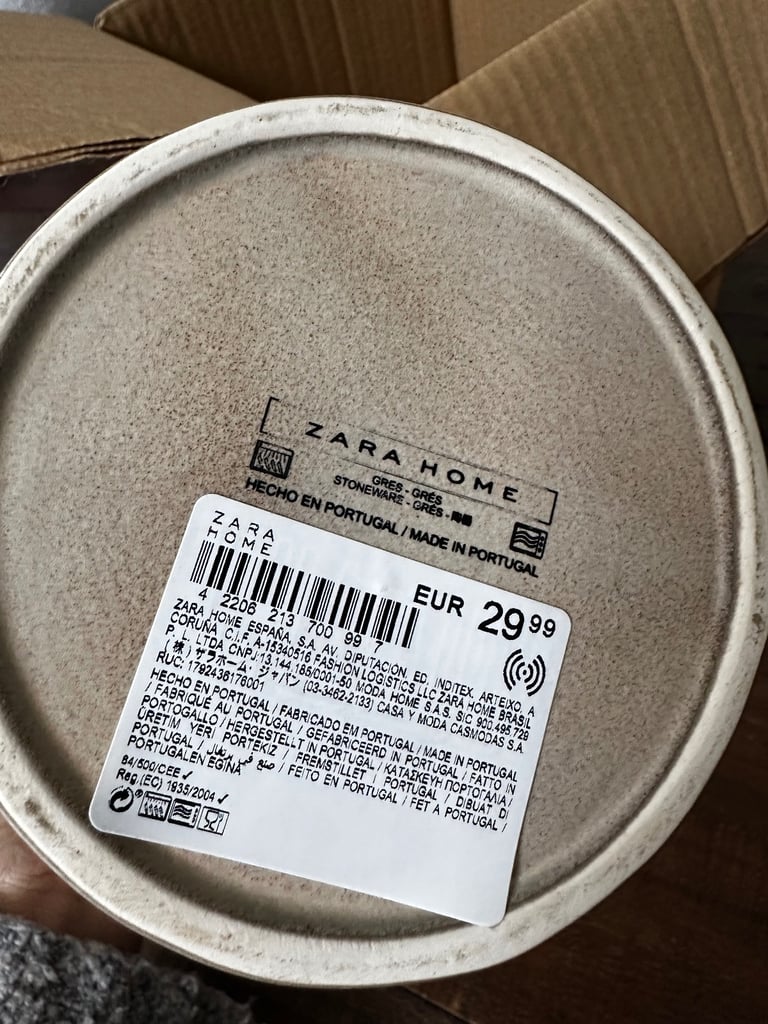 ZARA HOME
GRES - GRÉS
STONEWARE - GRÈS -
HECHO EN PORTUGAL / MADE IN PORTUGAL
ZARA
HOME
EUR 29.99
4 2206 213 700 99 7
ZARA HOME ESPAÑA, S.A. AV. DIPUTACIÓN, ED. INDITEX, ARTEIXO, A
CORUÑA, C.I.F. A-15340516 FASHION LOGISTICS LLC ZARA HOME BRASIL
P. L. LTDA CNPJ:13.144.185/0001-50 MODA HOME S.A.S. SIC 900.495.728
(株) ザラホーム・ジャパン (03-3462-2133) CASA Y MODA CASMODAS S.A.
RUC: 1792436176001
HECHO EN PORTUGAL / FABRICADO EM PORTUGAL / MADE IN PORTUGAL
/ FABRIQUÉ AU PORTUGAL / GEFABRICEERD IN PORTUGAL / FATTO IN
PORTOGALLO / HERGESTELLT IN PORTUGAL / ΚΑΤΑΣΚΕΥΗ ΠΟΡΤΟΓΑΛΙΑ /
ÜRETIM YERİ PORTEKİZ / FREMSTILLET I PORTUGAL / DIBUAT DI
PORTUGAL / صنع في / FEITO EN PORTUGAL / FET A PORTUGAL /
PORTUGALEN EGINA
84/500/CEE ✓
Reg.(EC) 1935/2004 ✓